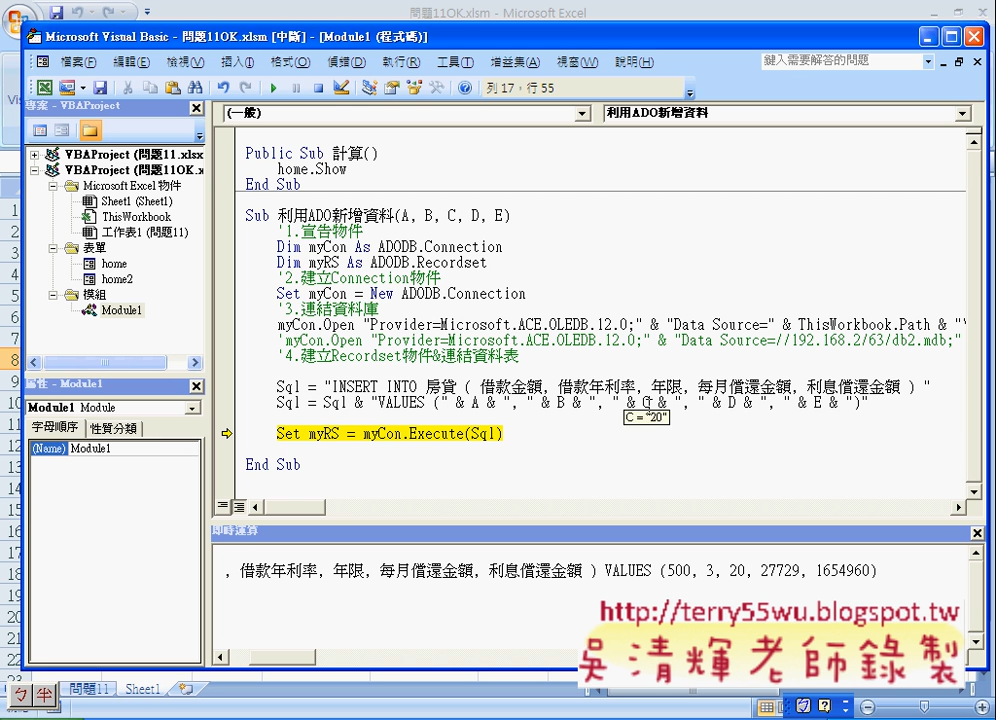 問題11OK.xlsm - Microsoft Excel
Microsoft Visual Basic - 問題11OK.xlsm [中斷] - [Module1 (程式碼)]
檔案(F) 編輯(E) 檢視(V) 插入(I) 格式(O) 偵錯(D) 執行(R) 工具(T) 增益集(A) 視窗(W) 說明(H) 鍵入需要解答的問題
列 17，行 55
專案 - VBAProject
(一般) 利用ADO新增資料
VBAProject (問題11.xlsx
VBAProject (問題11OK.x
Microsoft Excel 物件
Sheet1 (Sheet1)
ThisWorkbook
工作表1 (問題11)
表單
home
home2
模組
Module1
屬性 - Module1
Module1 Module
字母順序 性質分類
(Name) Module1
Public Sub 計算()
home.Show
End Sub
Sub 利用ADO新增資料(A, B, C, D, E)
'1.宣告物件
Dim myCon As ADODB.Connection
Dim myRS As ADODB.Recordset
'2.建立Connection物件
Set myCon = New ADODB.Connection
'3.連結資料庫
myCon.Open "Provider=Microsoft.ACE.OLEDB.12.0;" & "Data Source=" & ThisWorkbook.Path & "\
'myCon.Open "Provider=Microsoft.ACE.OLEDB.12.0;" & "Data Source=//192.168.2/63/db2.mdb;"
'4.建立Recordset物件&連結資料表
Sql = "INSERT INTO 房貸 ( 借款金額, 借款年利率, 年限, 每月償還金額, 利息償還金額 ) "
Sql = Sql & "VALUES (" & A & ", " & B & ", " & C & ", " & D & ", " & E & ")"
C = "20"
Set myRS = myCon.Execute(Sql)
End Sub
即時運算
, 借款年利率, 年限, 每月償還金額, 利息償還金額 ) VALUES (500, 3, 20, 27729, 1654960)
http://terry55wu.blogspot.tw
吳清輝老師錄製
問題11 Sheet1
ㄅ 半